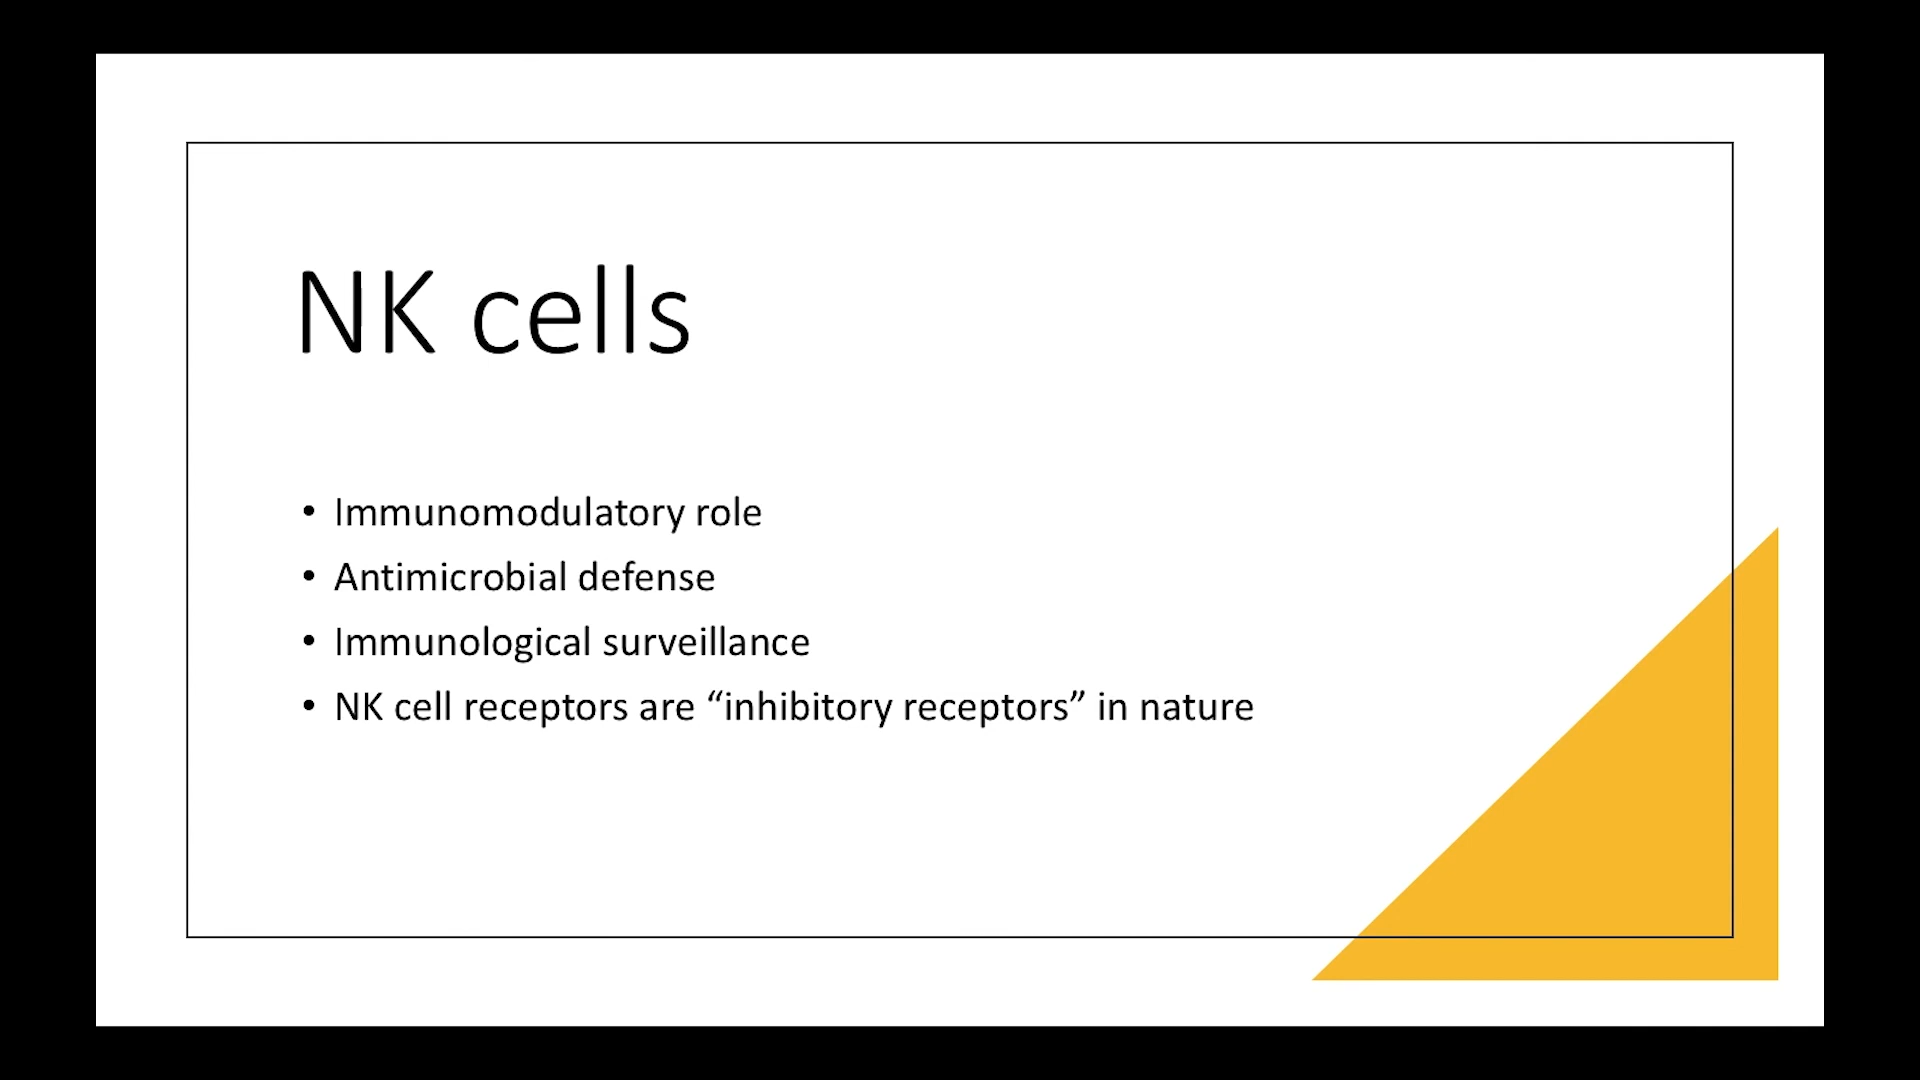 NK cells
• Immunomodulatory role
• Antimicrobial defense
• Immunological surveillance
• NK cell receptors are “inhibitory receptors” in nature